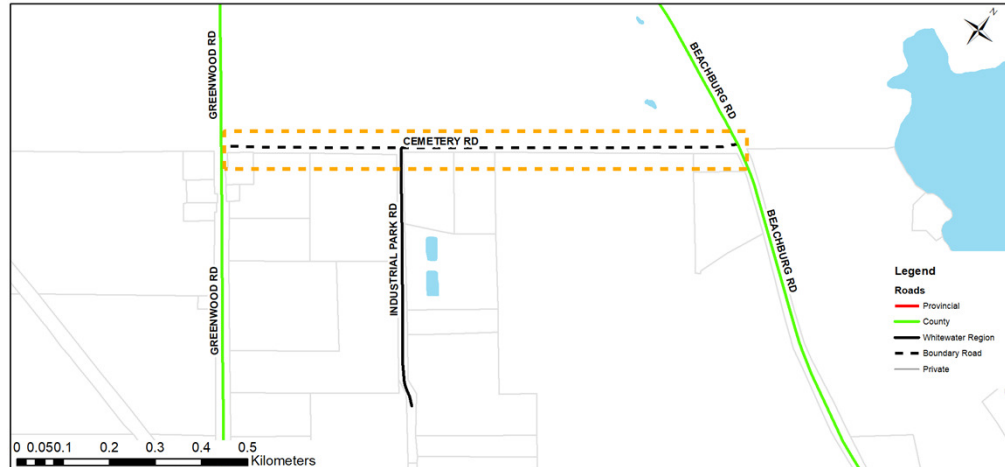 N
GREENWOOD RD
BEACHBURG RD
CEMETERY RD
INDUSTRIAL PARK RD
GREENWOOD RD
BEACHBURG RD
Legend
Roads
Provincial
County
Whitewater Region
Boundary Road
Private
0 0.050.1 0.2 0.3 0.4 0.5
Kilometers